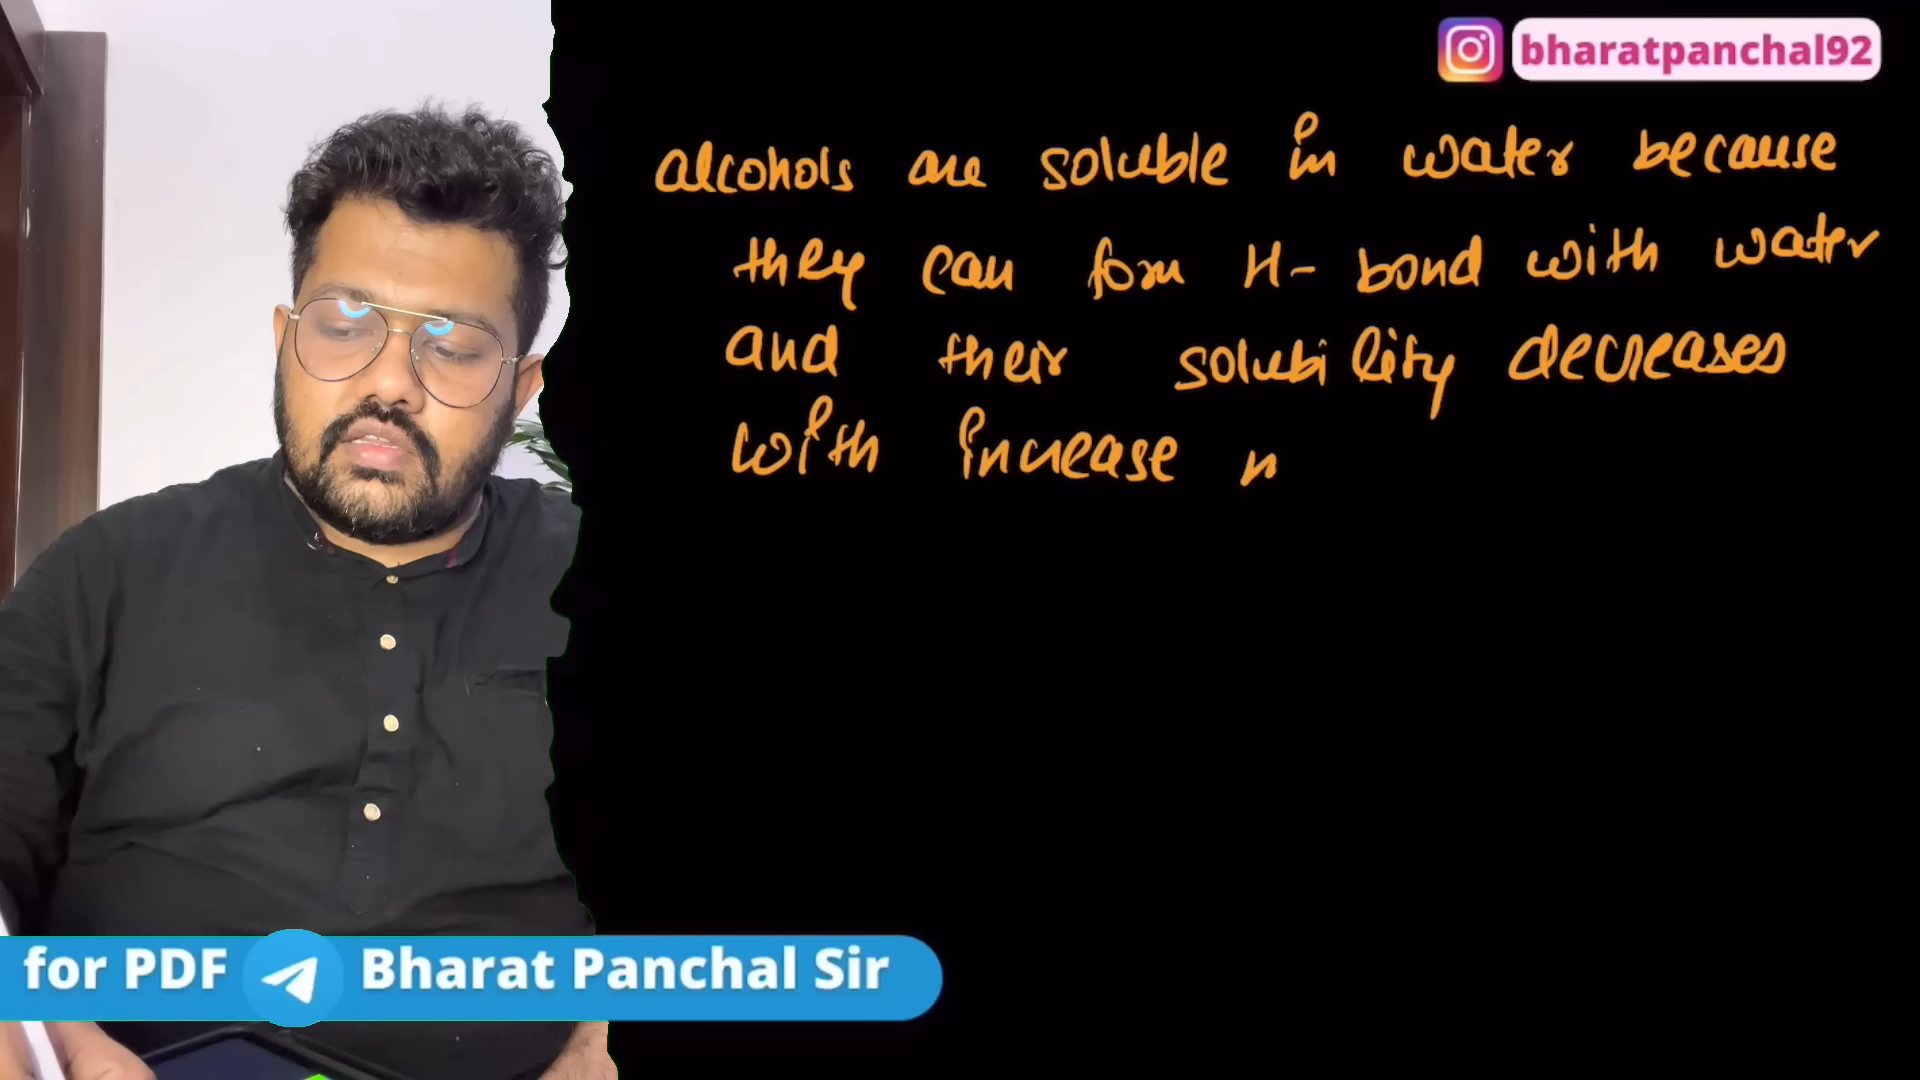 bharatpanchal92
alcohols are soluble in water because
they can form H- bond with water
and their solubility decreases
with increase
for PDF Bharat Panchal Sir